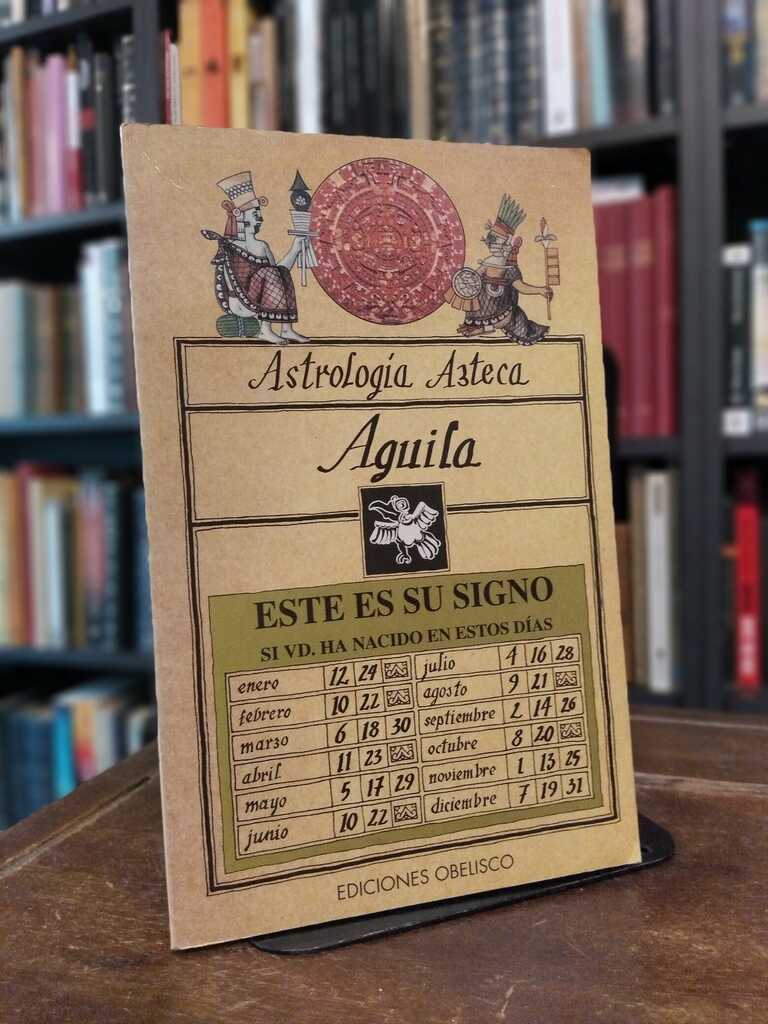 Astrología Azteca
Aguila
ESTE ES SU SIGNO
SI VD. HA NACIDO EN ESTOS DÍAS
enero 12 24
febrero 10 22
marzo 6 18 30
abril 11 23
mayo 5 17 29
junio 10 22
julio 4 16 28
agosto 9 21
septiembre 2 14 26
octubre 8 20
noviembre 1 13 25
diciembre 7 19 31
EDICIONES OBELISCO